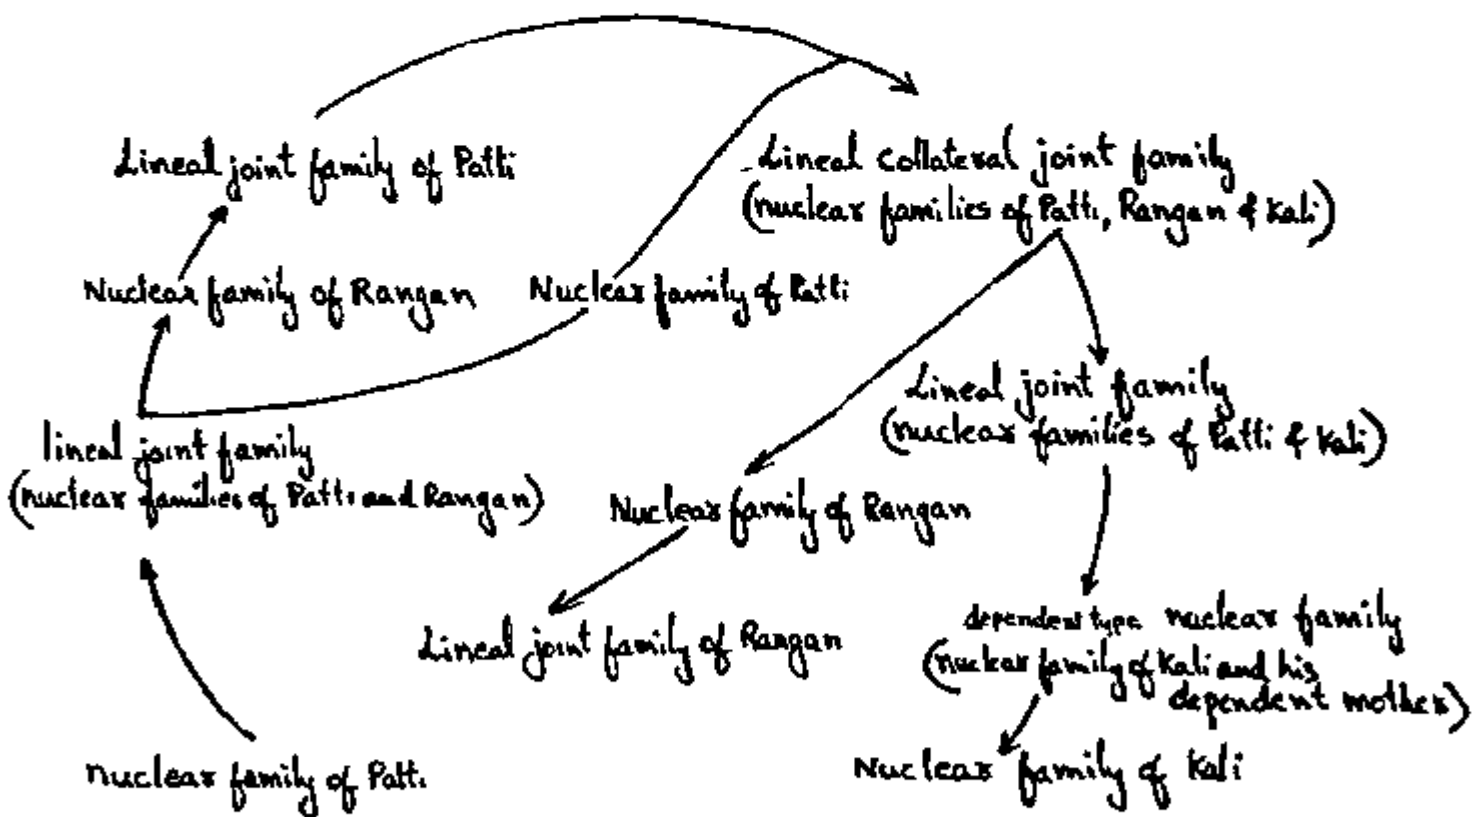 Lineal joint family of Patti
Lineal collateral joint family
(nuclear families of Patti, Rangan & Kali)
Nuclear family of Rangan
Nuclear family of Patti
Lineal joint family
(nuclear families of Patti & Kali)
lineal joint family
(nuclear families of Patti and Rangan)
Nuclear family of Rangan
Lineal joint family of Rangan
dependent type nuclear family
(nuclear family of Kali and his
dependent mother)
nuclear family of Patti
Nuclear family of Kali